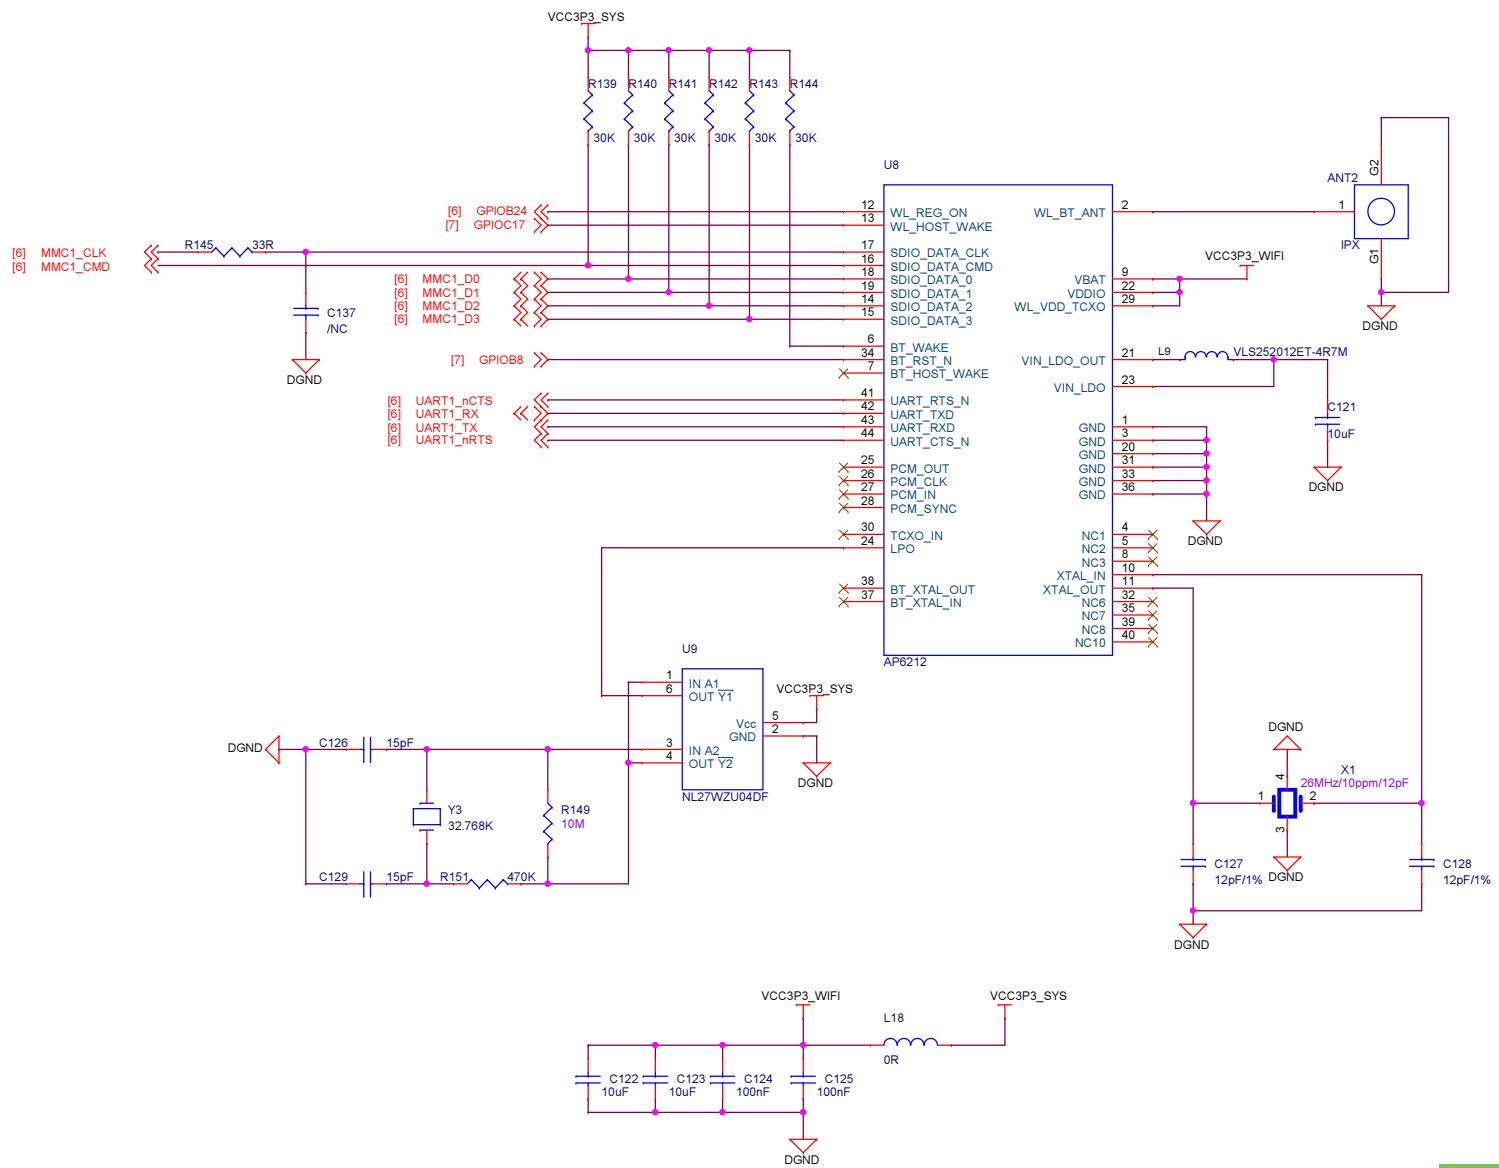 VCC3P3_SYS
R139 R140 R141 R142 R143 R144
30K 30K 30K 30K 30K 30K
U8
[6] GPIOB24 12 WL_REG_ON
[7] GPIOC17 13 WL_HOST_WAKE
[6] MMC1_CLK R145 33R 17 SDIO_DATA_CLK
[6] MMC1_CMD 16 SDIO_DATA_CMD
[6] MMC1_D0 18 SDIO_DATA_0
[6] MMC1_D1 19 SDIO_DATA_1
[6] MMC1_D2 14 SDIO_DATA_2
[6] MMC1_D3 15 SDIO_DATA_3
C137
/NC
DGND
6 BT_WAKE
[7] GPIOB8 34 BT_RST_N
7 BT_HOST_WAKE
[6] UART1_nCTS 41 UART_RTS_N
[6] UART1_RX 42 UART_TXD
[6] UART1_TX 43 UART_RXD
[6] UART1_nRTS 44 UART_CTS_N
25 PCM_OUT
26 PCM_CLK
27 PCM_IN
28 PCM_SYNC
30 TCXO_IN
24 LPO
38 BT_XTAL_OUT
37 BT_XTAL_IN
AP6212
WL_BT_ANT 2
ANT2
1
G2
IPX
G1
DGND
VCC3P3_WIFI
VBAT 9
VDDIO 22
WL_VDD_TCXO 29
VIN_LDO_OUT 21 L9 VLS252012ET-4R7M
VIN_LDO 23
C121
10uF
DGND
GND 1
GND 3
GND 20
GND 31
GND 33
GND 36
DGND
NC1 4
NC2 5
NC3 8
XTAL_IN 10
XTAL_OUT 11
NC6 32
NC7 35
NC8 39
NC10 40
U9
1 IN A1
6 OUT Y1
VCC3P3_SYS
Vcc 5
GND 2
3 IN A2
4 OUT Y2
DGND
NL27WZU04DF
DGND C126 15pF
Y3
32.768K
R149
10M
C129 15pF R151 470K
DGND
X1
26MHz/10ppm/12pF
4
1 2
3
DGND
C127
12pF/1%
C128
12pF/1%
DGND
VCC3P3_WIFI VCC3P3_SYS
L18
0R
C122 C123 C124 C125
10uF 10uF 100nF 100nF
DGND